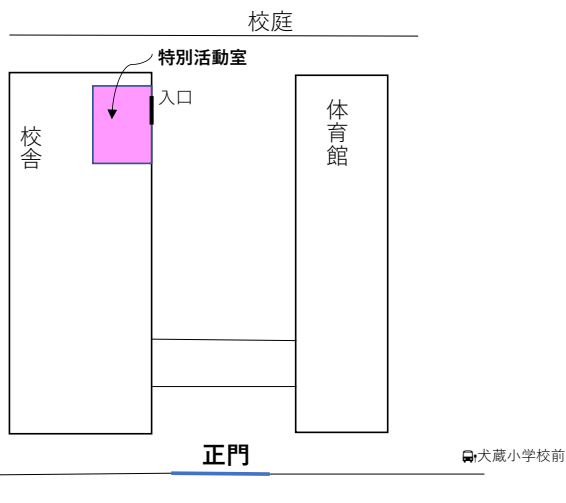 校庭
特別活動室
入口
校舎
体育館
正門
犬蔵小学校前